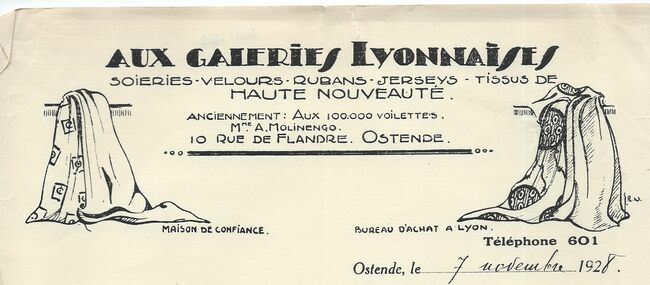 AUX GALERIES LYONNAISES
SOIERIES-VELOURS-RUBANS-JERSEYS-TISSUS DE
HAUTE NOUVEAUTÉ.
ANCIENNEMENT: AUX 100.000 VOILETTES.
MME A. MOLINENGO.
10 RUE DE FLANDRE. OSTENDE.
R.W.
MAISON DE CONFIANCE.
BUREAU D'ACHAT A LYON.
Téléphone 601
Ostende, le 7 novembre 1928.